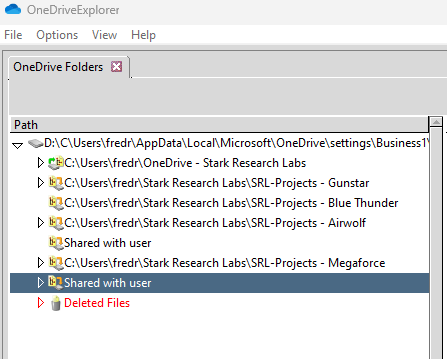 OneDriveExplorer
File Options View Help
OneDrive Folders
Path
D:\C\Users\fredr\AppData\Local\Microsoft\OneDrive\settings\Business1\
C:\Users\fredr\OneDrive - Stark Research Labs
C:\Users\fredr\Stark Research Labs\SRL-Projects - Gunstar
C:\Users\fredr\Stark Research Labs\SRL-Projects - Blue Thunder
C:\Users\fredr\Stark Research Labs\SRL-Projects - Airwolf
Shared with user
C:\Users\fredr\Stark Research Labs\SRL-Projects - Megaforce
Shared with user
Deleted Files